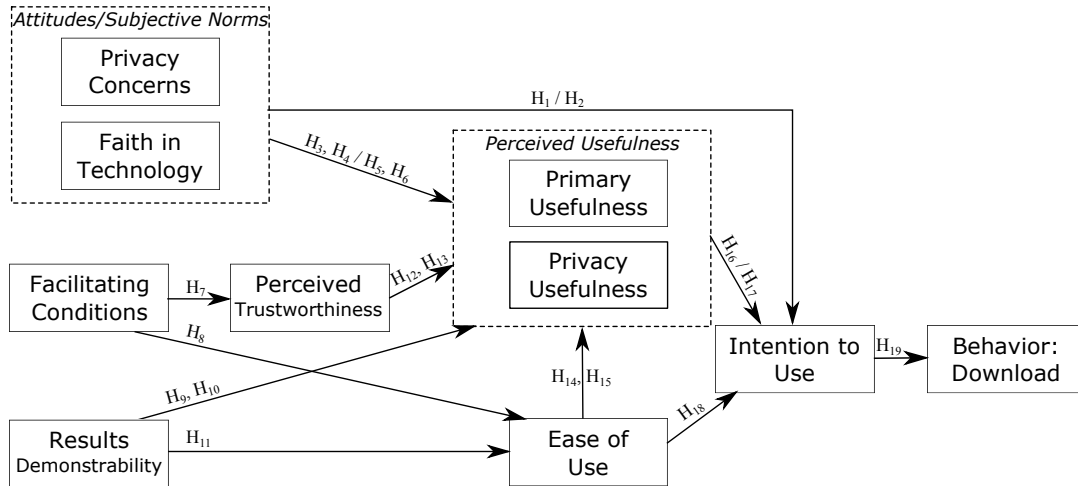 Attitudes/Subjective Norms
Privacy
Concerns
Faith in
Technology
H1 / H2
H3, H4 / H5, H6
Perceived Usefulness
Primary
Usefulness
Privacy
Usefulness
Facilitating
Conditions
H7
Perceived
Trustworthiness
H12, H13
H16 / H17
H8
Intention to
Use
H19
Behavior:
Download
H9, H10
H14, H15
H18
Results
Demonstrability
H11
Ease of
Use